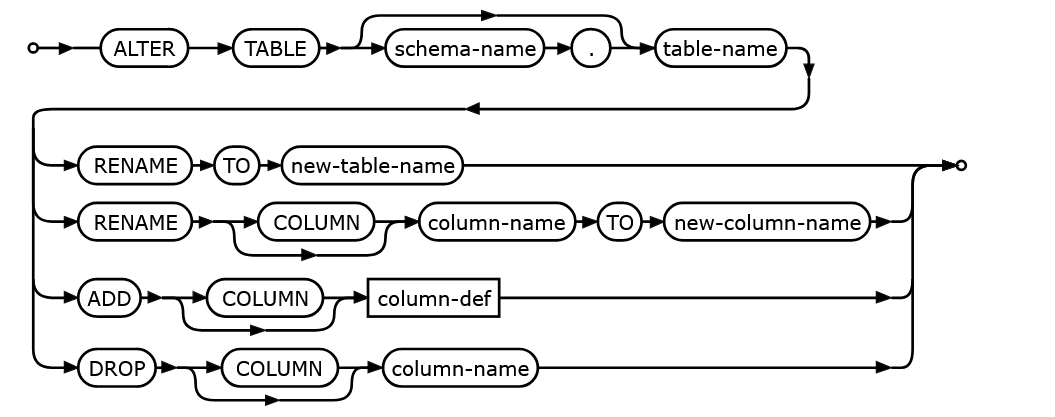 ALTER TABLE schema-name . table-name
RENAME TO new-table-name
RENAME COLUMN column-name TO new-column-name
ADD COLUMN column-def
DROP COLUMN column-name